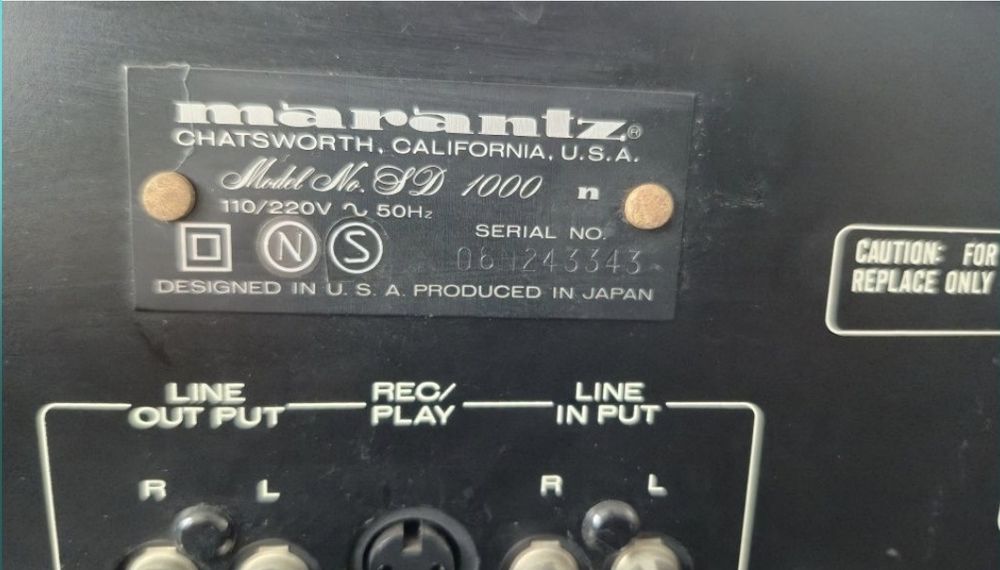 marantz®
CHATSWORTH, CALIFORNIA, U.S.A.
Model No. SD 1000 n
110/220V ~ 50Hz
SERIAL NO.
N S
DESIGNED IN U. S. A. PRODUCED IN JAPAN
CAUTION: FOR
REPLACE ONLY
LINE OUT PUT
REC/ PLAY
LINE IN PUT
R L R L